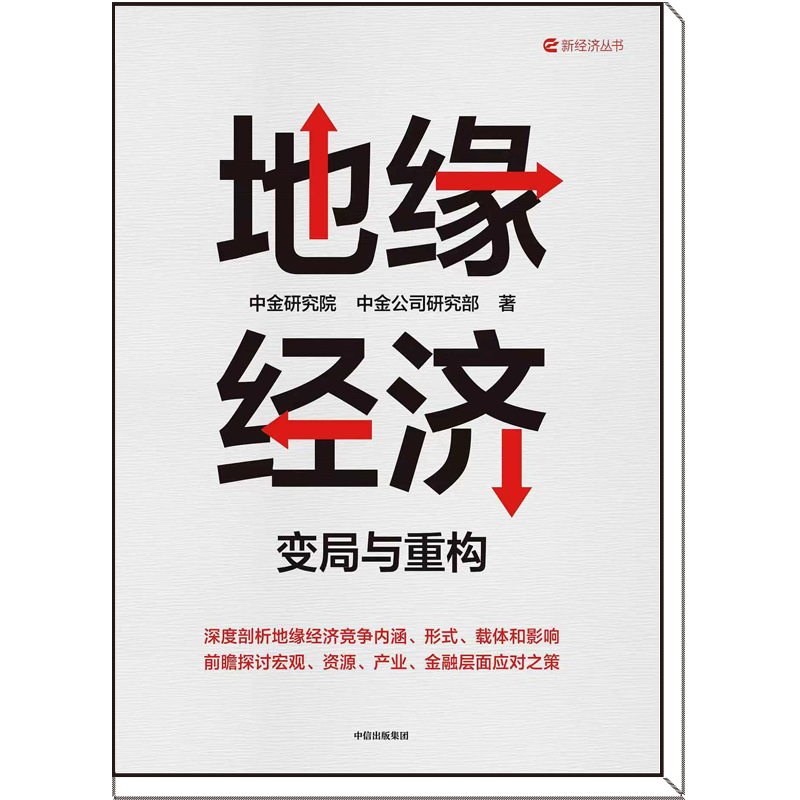 新经济丛书
地缘
中金研究院 中金公司研究部 著
经济
变局与重构
深度剖析地缘经济竞争内涵、形式、载体和影响
前瞻探讨宏观、资源、产业、金融层面应对之策
中信出版集团